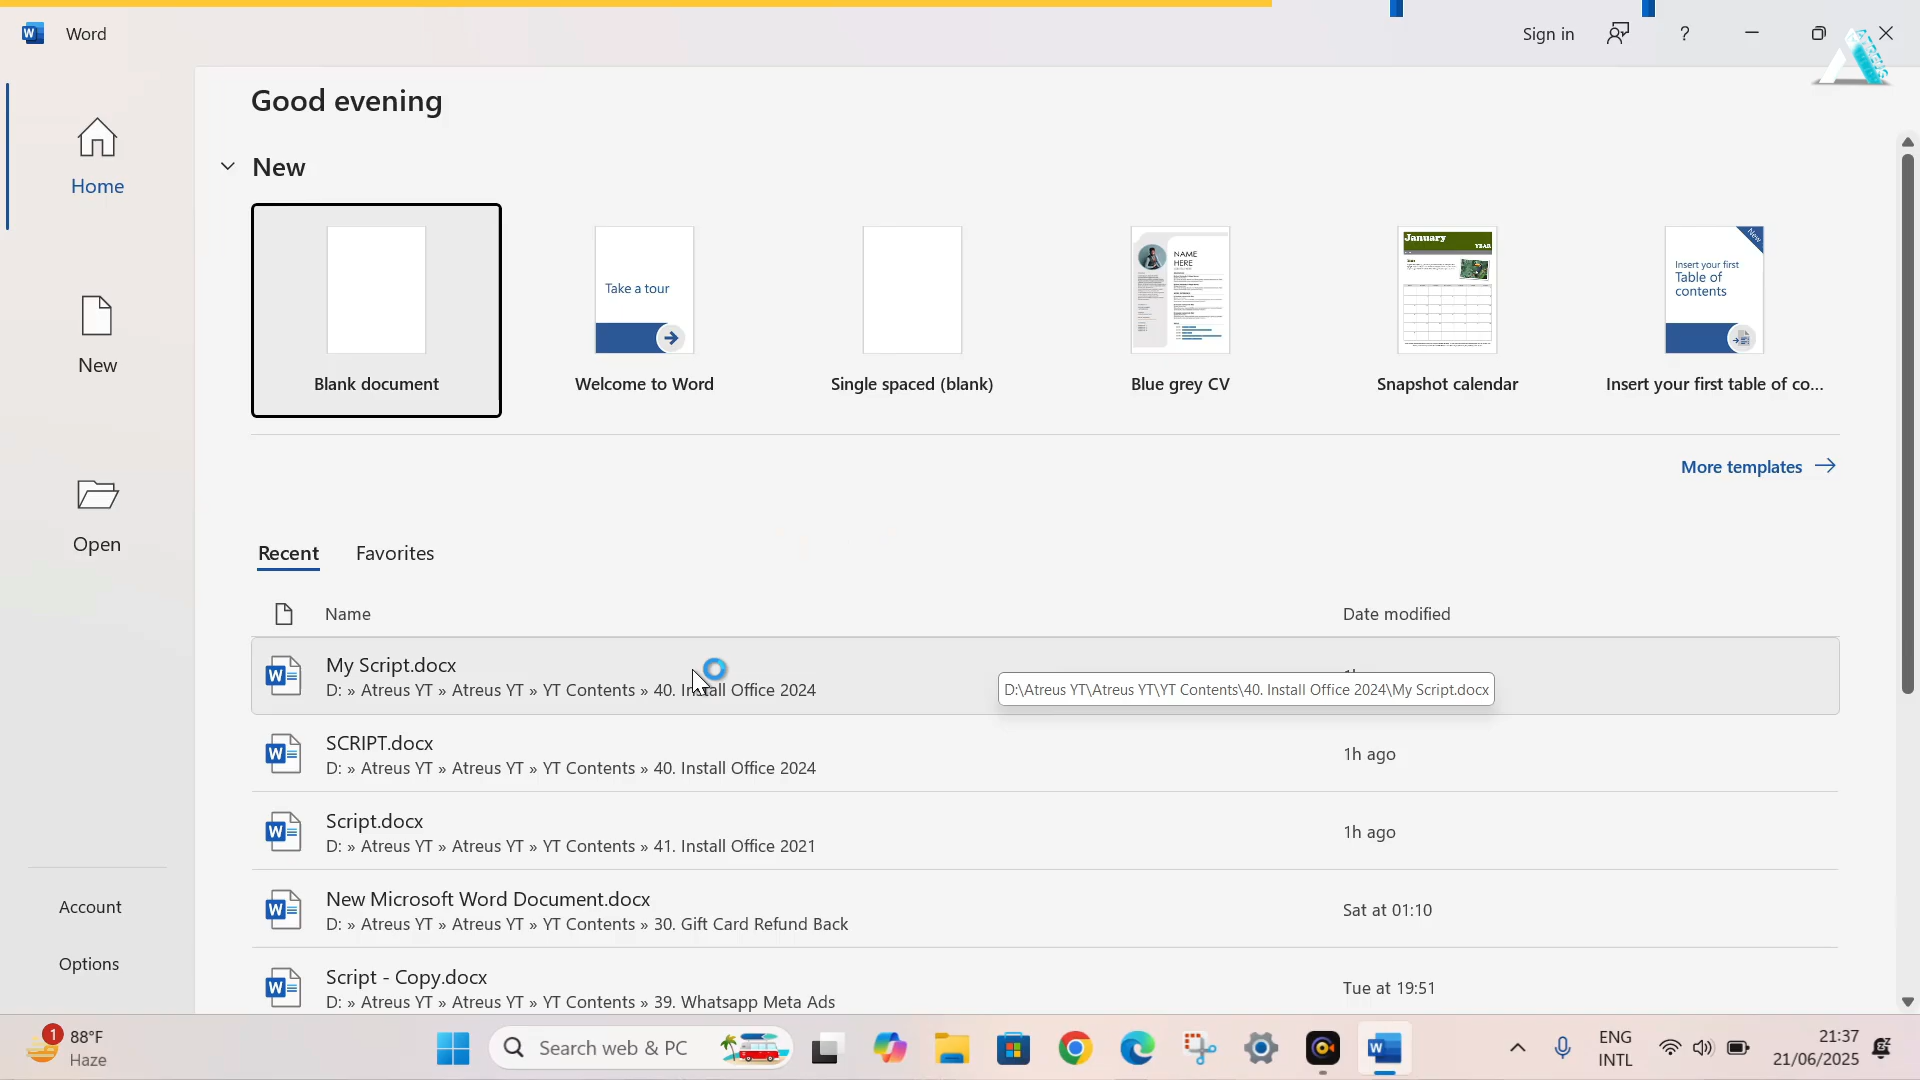 Word
Sign in
?
Good evening
Home
New
Blank document
Take a tour
Welcome to Word
Single spaced (blank)
NAME
HERE
Blue grey CV
January
YEAR
Snapshot calendar
New
Insert your first
Table of
contents
Insert your first table of co...
New
More templates
Open
Recent
Favorites
Name
Date modified
My Script.docx
D: » Atreus YT » Atreus YT » YT Contents » 40. Install Office 2024
D:\Atreus YT\Atreus YT\YT Contents\40. Install Office 2024\My Script.docx
SCRIPT.docx
D: » Atreus YT » Atreus YT » YT Contents » 40. Install Office 2024
1h ago
Script.docx
D: » Atreus YT » Atreus YT » YT Contents » 41. Install Office 2021
1h ago
New Microsoft Word Document.docx
D: » Atreus YT » Atreus YT » YT Contents » 30. Gift Card Refund Back
Sat at 01:10
Script - Copy.docx
D: » Atreus YT » Atreus YT » YT Contents » 39. Whatsapp Meta Ads
Tue at 19:51
Account
Options
1
88°F
Haze
Search web & PC
ENG
INTL
21:37
21/06/2025